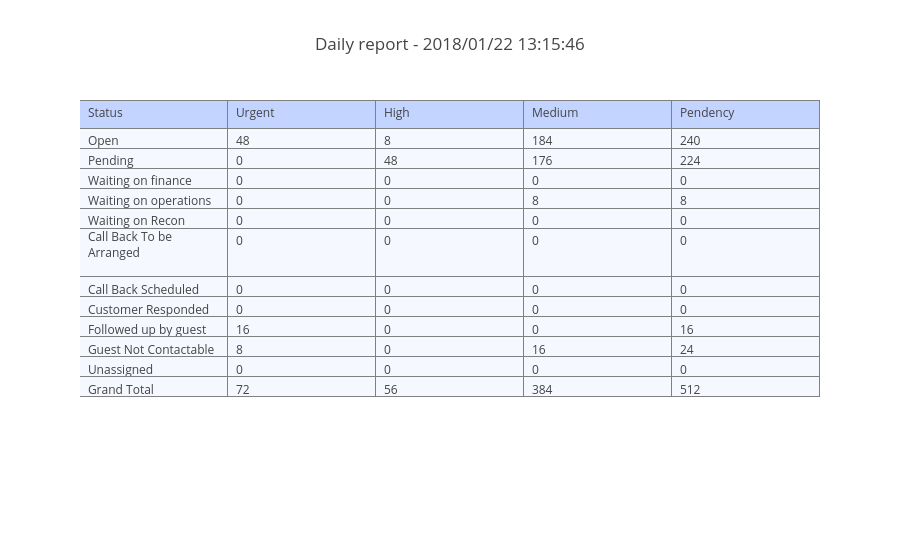 Daily report - 2018/01/22 13:15:46
Status Urgent High Medium Pendency
Open 48 8 184 240
Pending 0 48 176 224
Waiting on finance 0 0 0 0
Waiting on operations 0 0 8 8
Waiting on Recon 0 0 0 0
Call Back To be
Arranged 0 0 0 0
Call Back Scheduled 0 0 0 0
Customer Responded 0 0 0 0
Followed up by guest 16 0 0 16
Guest Not Contactable 8 0 16 24
Unassigned 0 0 0 0
Grand Total 72 56 384 512